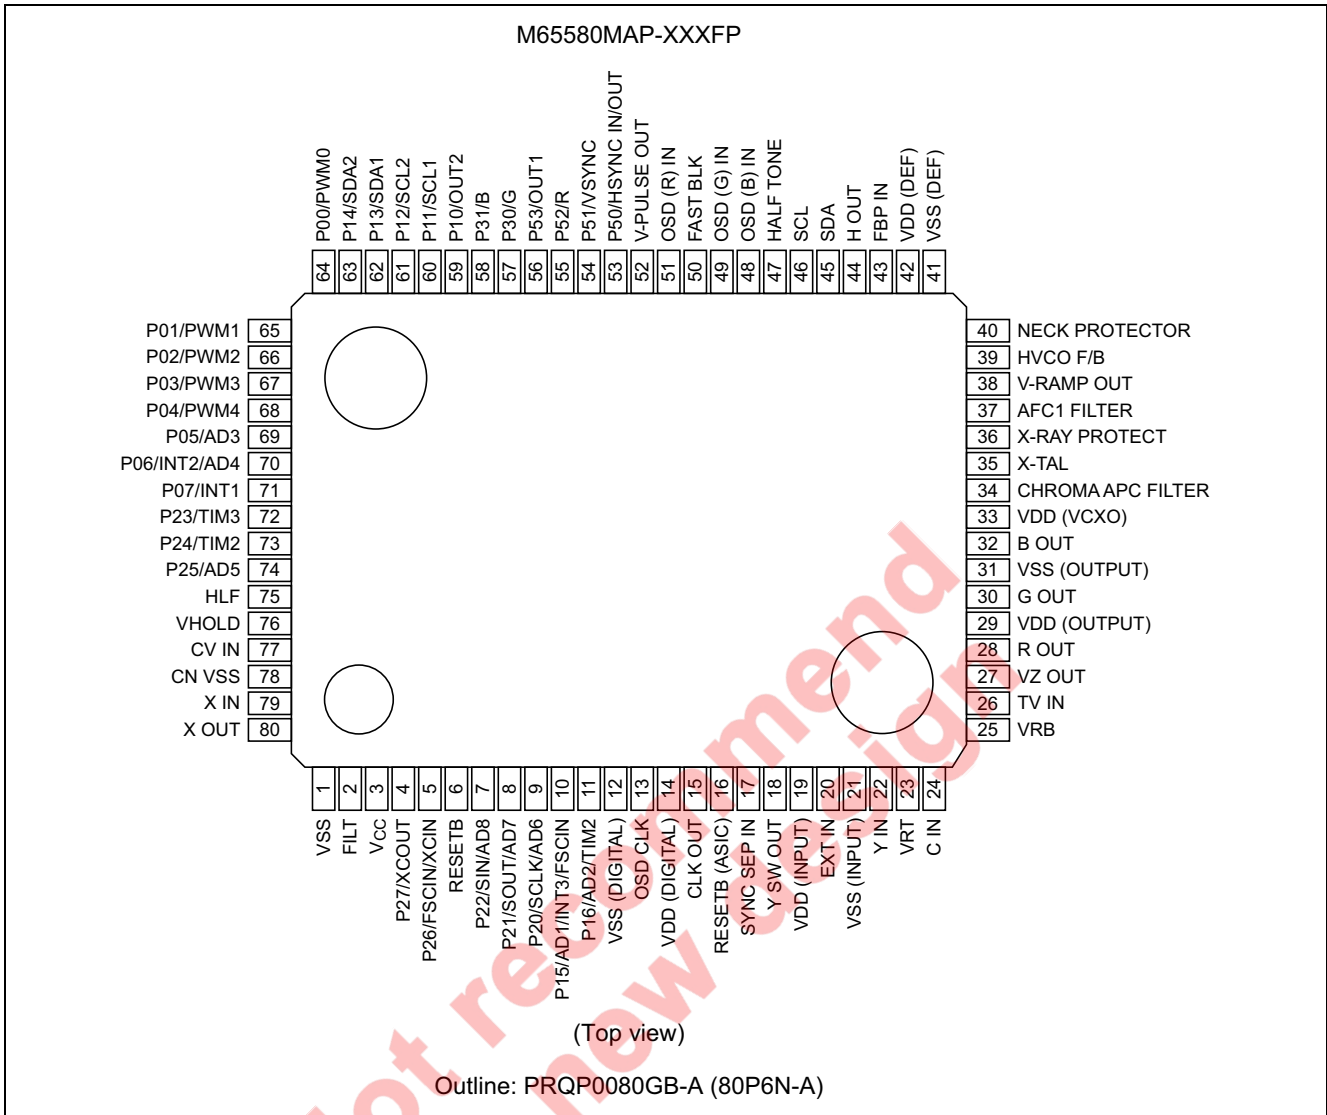 M65580MAP-XXXFP
P00/PWM0
P14/SDA2
P13/SDA1
P12/SCL2
P11/SCL1
P10/OUT2
P31/B
P30/G
P53/OUT1
P52/R
P51/VSYNC
P50/HSYNC IN/OUT
V-PULSE OUT
OSD (R) IN
FAST BLK
OSD (G) IN
OSD (B) IN
HALF TONE
SCL
SDA
H OUT
FBP IN
VDD (DEF)
VSS (DEF)
64
63
62
61
60
59
58
57
56
55
54
53
52
51
50
49
48
47
46
45
44
43
42
41
P01/PWM1 65
P02/PWM2 66
P03/PWM3 67
P04/PWM4 68
P05/AD3 69
P06/INT2/AD4 70
P07/INT1 71
P23/TIM3 72
P24/TIM2 73
P25/AD5 74
HLF 75
VHOLD 76
CV IN 77
CN VSS 78
X IN 79
X OUT 80
40 NECK PROTECTOR
39 HVCO F/B
38 V-RAMP OUT
37 AFC1 FILTER
36 X-RAY PROTECT
35 X-TAL
34 CHROMA APC FILTER
33 VDD (VCXO)
32 B OUT
31 VSS (OUTPUT)
30 G OUT
29 VDD (OUTPUT)
28 R OUT
27 VZ OUT
26 TV IN
25 VRB
1
2
3
4
5
6
7
8
9
10
11
12
13
14
15
16
17
18
19
20
21
22
23
24
VSS
FILT
VCC
P27/XCOUT
P26/FSCIN/XCIN
RESETB
P22/SIN/AD8
P21/SOUT/AD7
P20/SCLK/AD6
P15/AD1/INT3/FSCIN
P16/AD2/TIM2
VSS (DIGITAL)
OSD CLK
VDD (DIGITAL)
CLK OUT
RESETB (ASIC)
SYNC SEP IN
Y SW OUT
VDD (INPUT)
EXT IN
VSS (INPUT)
Y IN
VRT
C IN
(Top view)
Outline: PRQP0080GB-A (80P6N-A)
ot recommend
new design